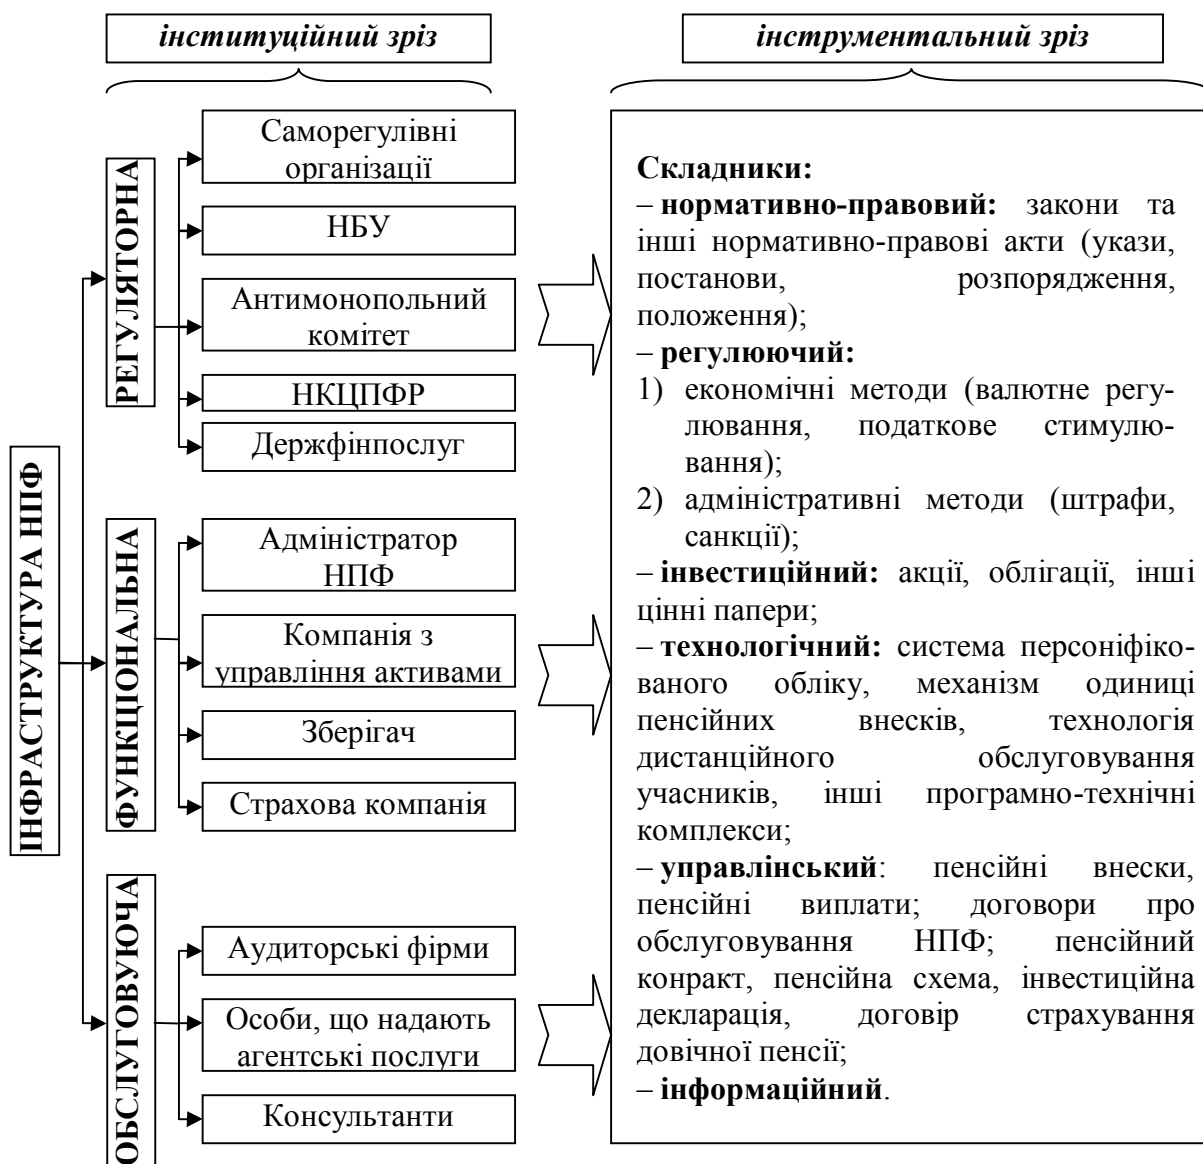 інституційний зріз
інструментальний зріз
ІНФРАСТРУКТУРА НПФ
РЕГУЛЯТОРНА
Саморегулівні
організації
НБУ
Антимонопольний
комітет
НКЦПФР
Держфінпослуг
ФУНКЦІОНАЛЬНА
Адміністратор
НПФ
Компанія з
управління активами
Зберігач
Страхова компанія
ОБСЛУГОВУЮЧА
Аудиторські фірми
Особи, що надають
агентські послуги
Консультанти
Складники:
– нормативно-правовий: закони та
інші нормативно-правові акти (укази,
постанови, розпорядження,
положення);
– регулюючий:
1) економічні методи (валютне регу-
лювання, податкове стимулю-
вання);
2) адміністративні методи (штрафи,
санкції);
– інвестиційний: акції, облігації, інші
цінні папери;
– технологічний: система персоніфіко-
ваного обліку, механізм одиниці
пенсійних внесків, технологія
дистанційного обслуговування
учасників, інші програмно-технічні
комплекси;
– управлінський: пенсійні внески,
пенсійні виплати; договори про
обслуговування НПФ; пенсійний
конракт, пенсійна схема, інвестиційна
декларація, договір страхування
довічної пенсії;
– інформаційний.